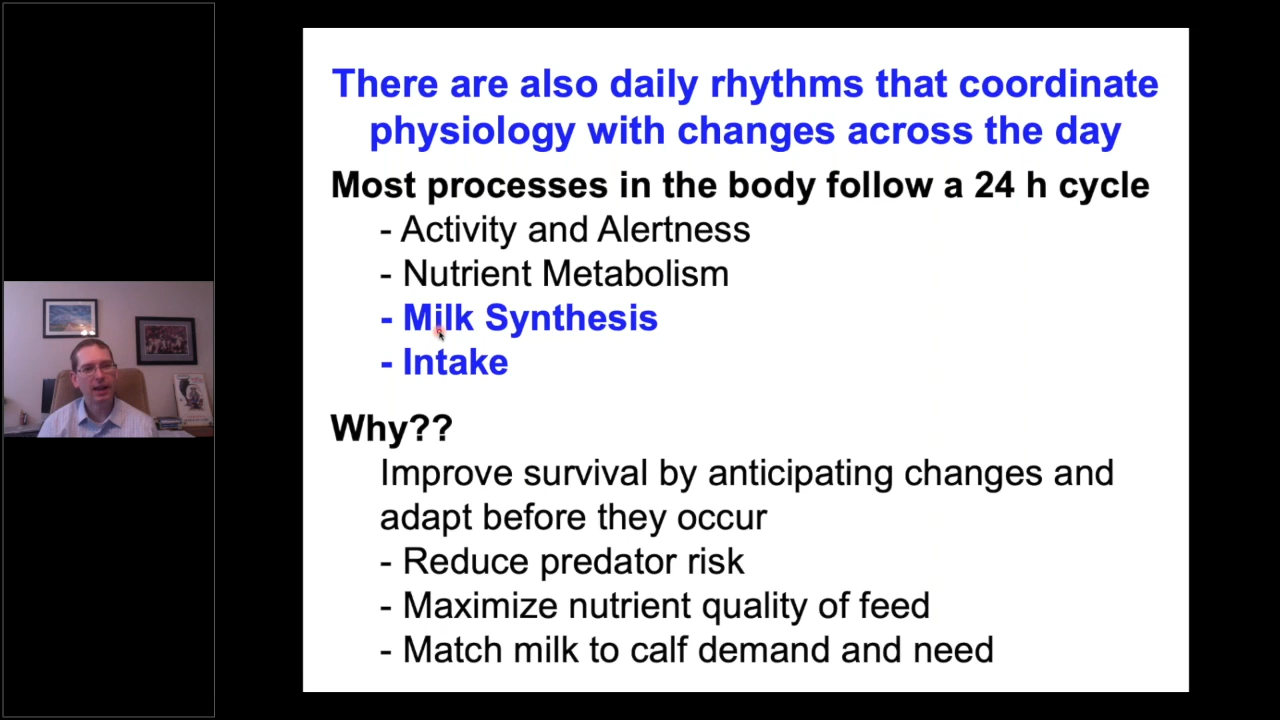 There are also daily rhythms that coordinate
physiology with changes across the day
Most processes in the body follow a 24 h cycle
- Activity and Alertness
- Nutrient Metabolism
- Milk Synthesis
- Intake
Why??
Improve survival by anticipating changes and
adapt before they occur
- Reduce predator risk
- Maximize nutrient quality of feed
- Match milk to calf demand and need